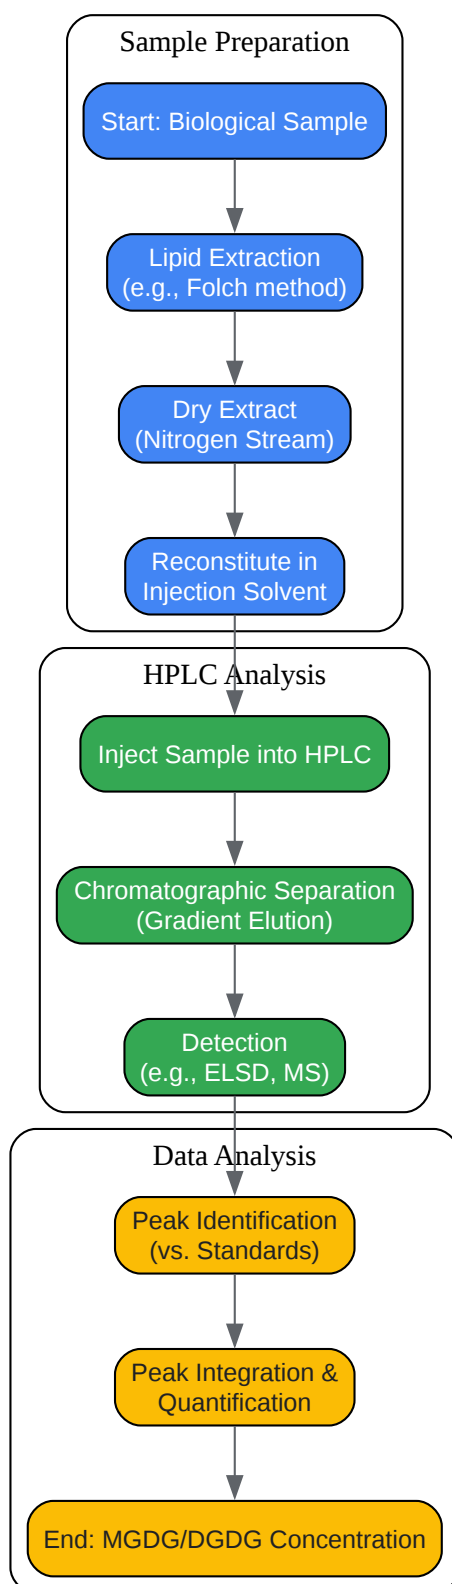 Sample Preparation
Start: Biological Sample
Lipid Extraction
(e.g., Folch method)
Dry Extract
(Nitrogen Stream)
Reconstitute in
Injection Solvent
HPLC Analysis
Inject Sample into HPLC
Chromatographic Separation
(Gradient Elution)
Detection
(e.g., ELSD, MS)
Data Analysis
Peak Identification
(vs. Standards)
Peak Integration &
Quantification
End: MGDG/DGDG Concentration